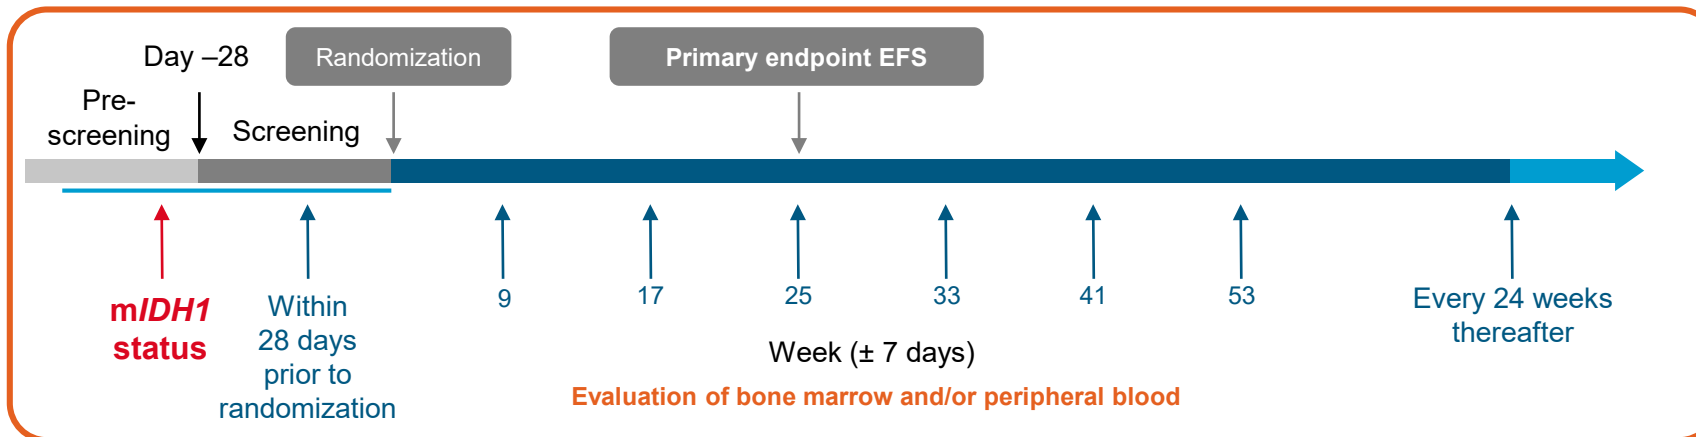 Day –28
Randomization
Primary endpoint EFS
Pre-
screening
Screening
mIDH1
status
Within
28 days
prior to
randomization
9
17
25
33
41
53
Every 24 weeks
thereafter
Week (± 7 days)
Evaluation of bone marrow and/or peripheral blood